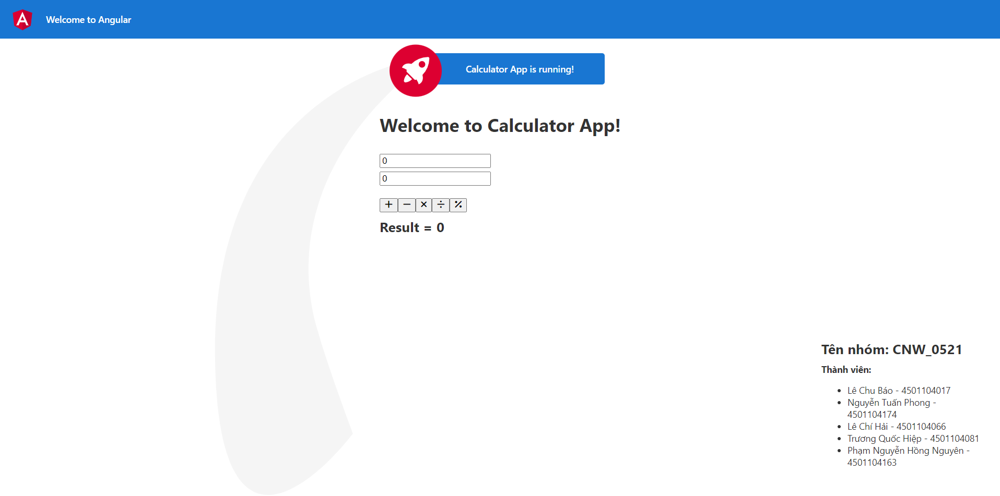 Welcome to Angular
Calculator App is running!
Welcome to Calculator App!
0
0
+ − × ÷ ٪
Result = 0
Tên nhóm: CNW_0521
Thành viên:
• Lê Chu Báo - 4501104017
• Nguyễn Tuấn Phong -
4501104174
• Lê Chí Hải - 4501104066
• Trương Quốc Hiệp - 4501104081
• Phạm Nguyễn Hồng Nguyên -
4501104163